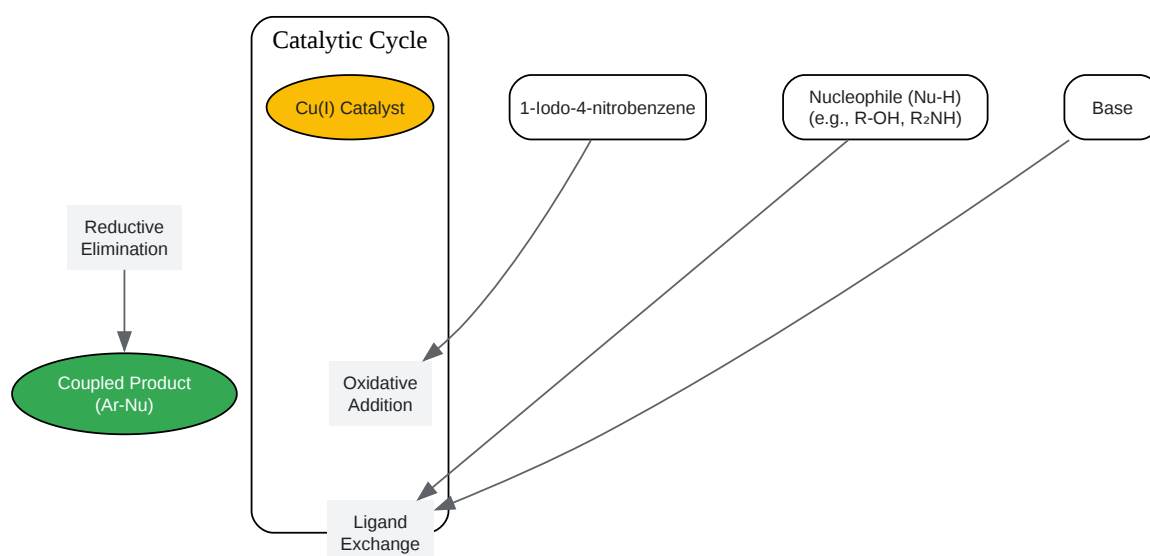 Catalytic Cycle
Cu(I) Catalyst
1-Iodo-4-nitrobenzene
Nucleophile (Nu-H)
(e.g., R-OH, R₂NH)
Base
Reductive
Elimination
Coupled Product
(Ar-Nu)
Oxidative
Addition
Ligand
Exchange